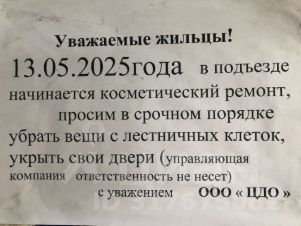 Уважаемые жильцы!
13.05.2025года в подъезде
начинается косметический ремонт,
просим в срочном порядке
убрать вещи с лестничных клеток,
укрыть свои двери (управляющая
компания ответственность не несет)
с уважением ООО « ЦДО »